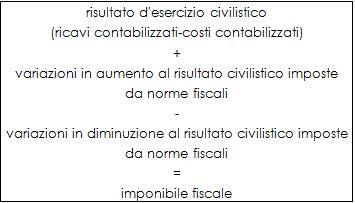 risultato d'esercizio civilistico
(ricavi contabilizzati-costi contabilizzati)
+
variazioni in aumento al risultato civilistico imposte
da norme fiscali
-
variazioni in diminuzione al risultato civilistico imposte
da norme fiscali
=
imponibile fiscale